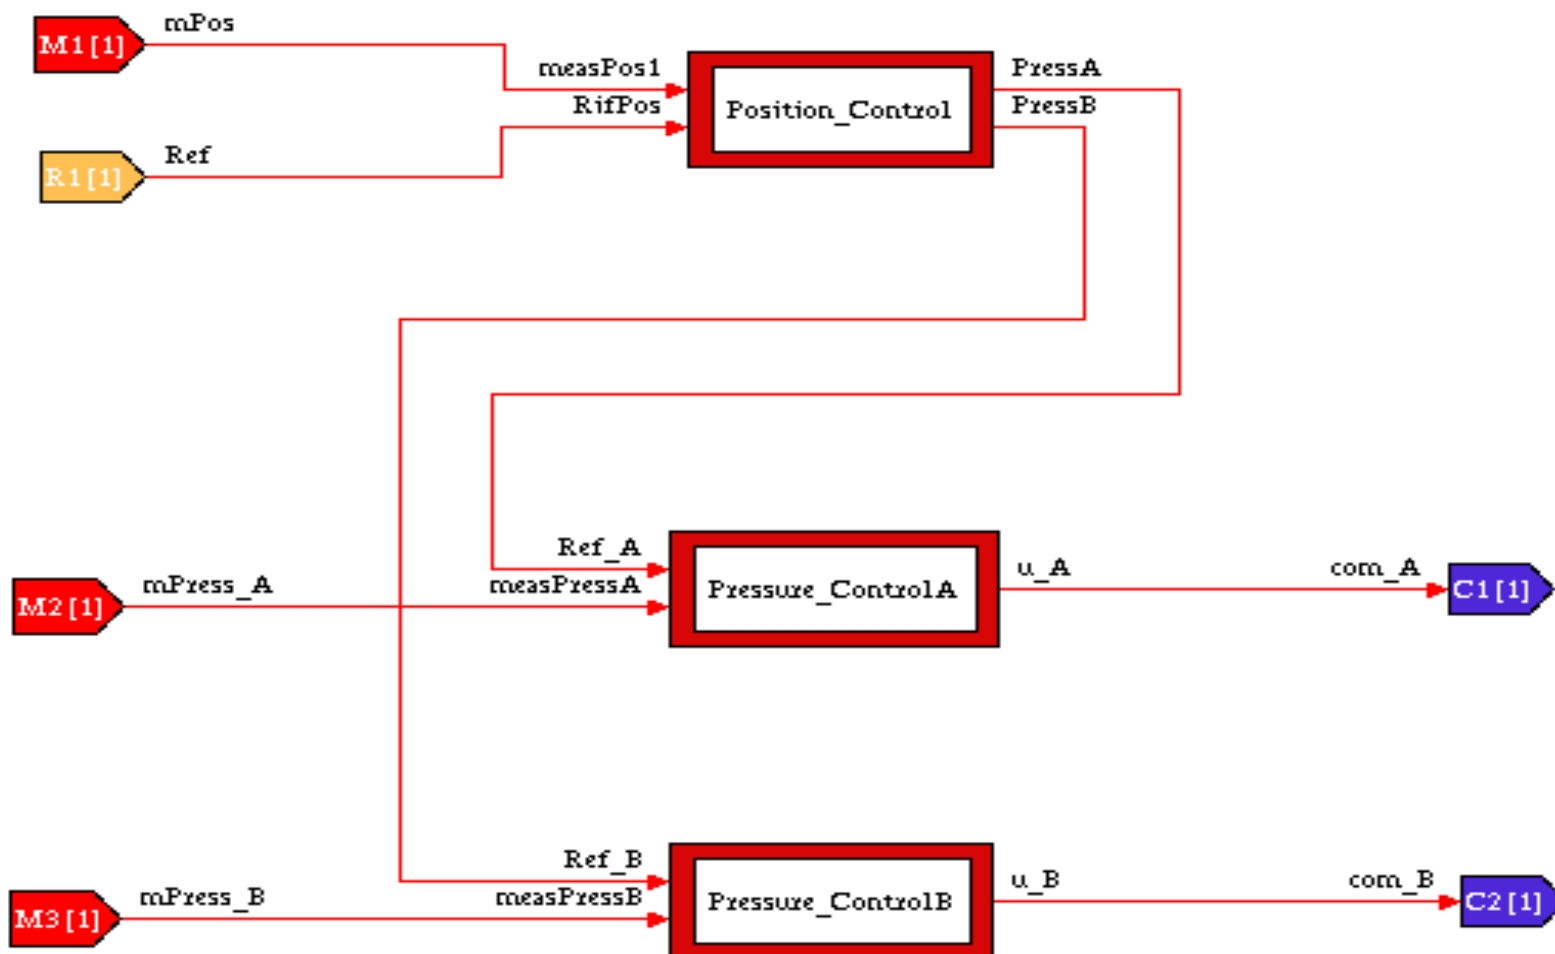 mPos
M1[1]
measPos1
PressA
RifPos
Position_Control
PressB
Ref
R1[1]
Ref_A
u_A
com_A
mPress_A
measPressA
Pressure_ControlA
C1[1]
M2[1]
Ref_B
u_B
com_B
mPress_B
measPressB
Pressure_ControlB
C2[1]
M3[1]